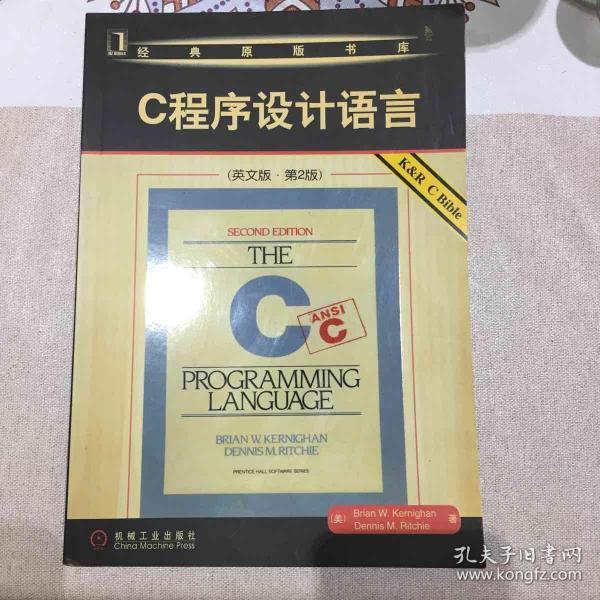 经典原版书库
C程序设计语言
(英文版·第2版)
K&R C Bible
SECOND EDITION
THE
C
ANSI
C
PROGRAMMING
LANGUAGE
BRIAN W. KERNIGHAN
DENNIS M. RITCHIE
PRENTICE HALL SOFTWARE SERIES
(美) Brian W. Kernighan
Dennis M. Ritchie 著
机械工业出版社
China Machine Press
孔夫子旧书网
www.kongfz.com